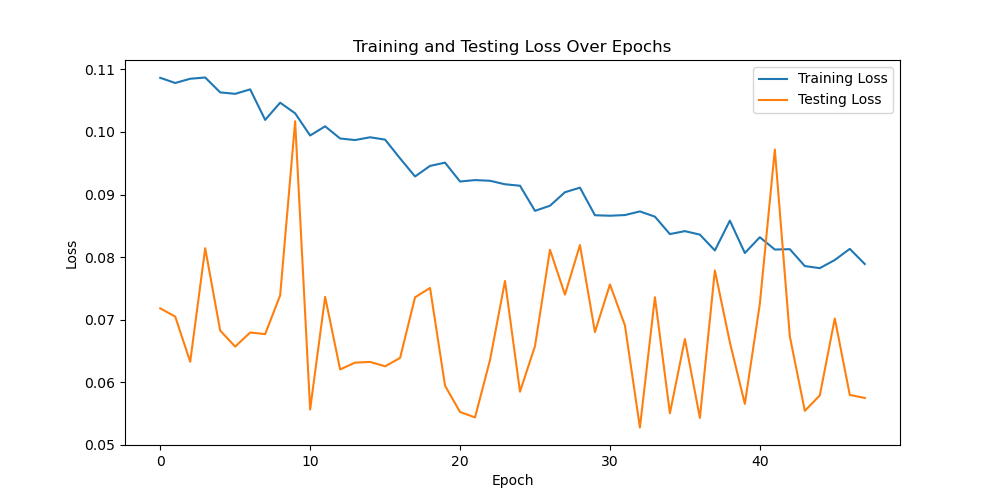 Training and Testing Loss Over Epochs
Training Loss
Testing Loss
0.11
0.10
0.09
0.08
0.07
0.06
0.05
Loss
0
10
20
30
40
Epoch